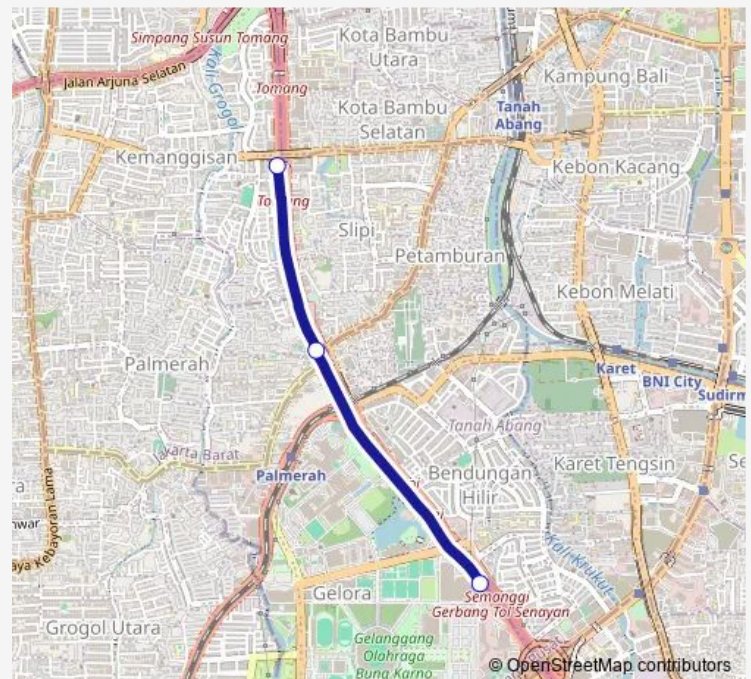 Simpang Susun Tomang
Kota Bambu
Utara
Jalan Arjuna Selatan
Kali Grogol
Tomang
Kampung Bali
Kota Bambu
Selatan
Tanah
Abang
Kemanggisan
Kebon Kacang
Slipi
Petamburan
Kebon Melati
Palmerah
Karet
BNI City
Tanah Abang
Jakarta Barat
Palmerah
Bendungan
Hilir
Karet Tengsin
Kali Krukut
Gelora
Semanggi
Gerbang Tol Senayan
Grogol Utara
Gelanggang
Olahraga
Bung Karno
© OpenStreetMap contributors